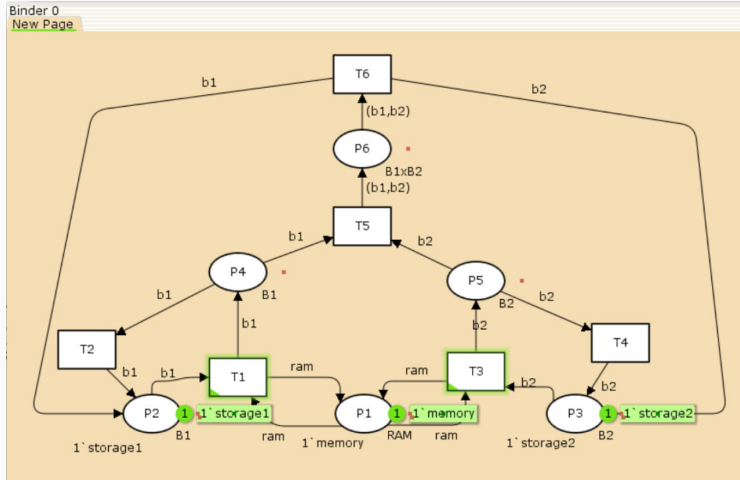 Binder 0
New Page
T6
b1
b2
(b1,b2)
P6
B1xB2
(b1,b2)
T5
b1
b2
P4
B1
P5
B2
b1
b2
b1
b2
T2
T4
b1
b1
T1
ram
ram
T3
b2
b2
P2
1
1`storage1
B1
P1
1
1`memory
RAM
P3
1
1`storage2
B2
1`storage1
ram
1`memory
ram
1`storage2